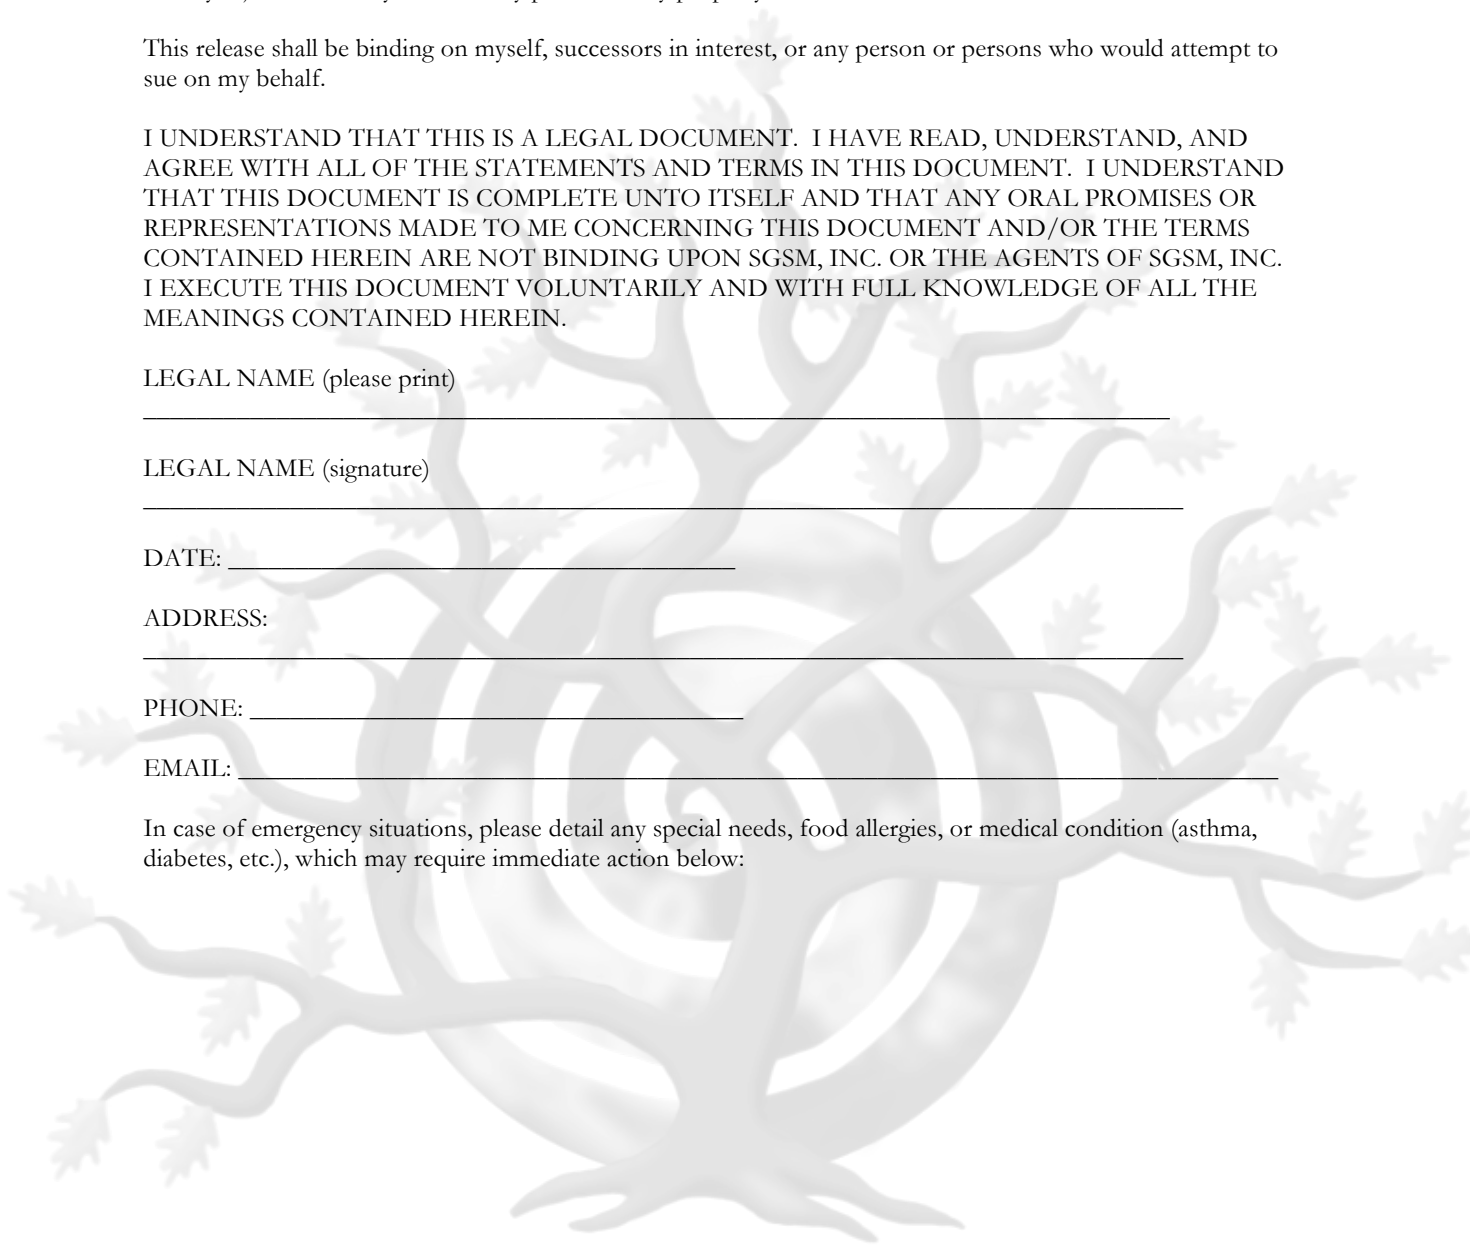 This release shall be binding on myself, successors in interest, or any person or persons who would attempt to
sue on my behalf.
I UNDERSTAND THAT THIS IS A LEGAL DOCUMENT.  I HAVE READ, UNDERSTAND, AND
AGREE WITH ALL OF THE STATEMENTS AND TERMS IN THIS DOCUMENT.  I UNDERSTAND
THAT THIS DOCUMENT IS COMPLETE UNTO ITSELF AND THAT ANY ORAL PROMISES OR
REPRESENTATIONS MADE TO ME CONCERNING THIS DOCUMENT AND/OR THE TERMS
CONTAINED HEREIN ARE NOT BINDING UPON SGSM, INC. OR THE AGENTS OF SGSM, INC.
I EXECUTE THIS DOCUMENT VOLUNTARILY AND WITH FULL KNOWLEDGE OF ALL THE
MEANINGS CONTAINED HEREIN.
LEGAL NAME (please print)
LEGAL NAME (signature)
DATE:
ADDRESS:
PHONE:
EMAIL:
In case of emergency situations, please detail any special needs, food allergies, or medical condition (asthma,
diabetes, etc.), which may require immediate action below: